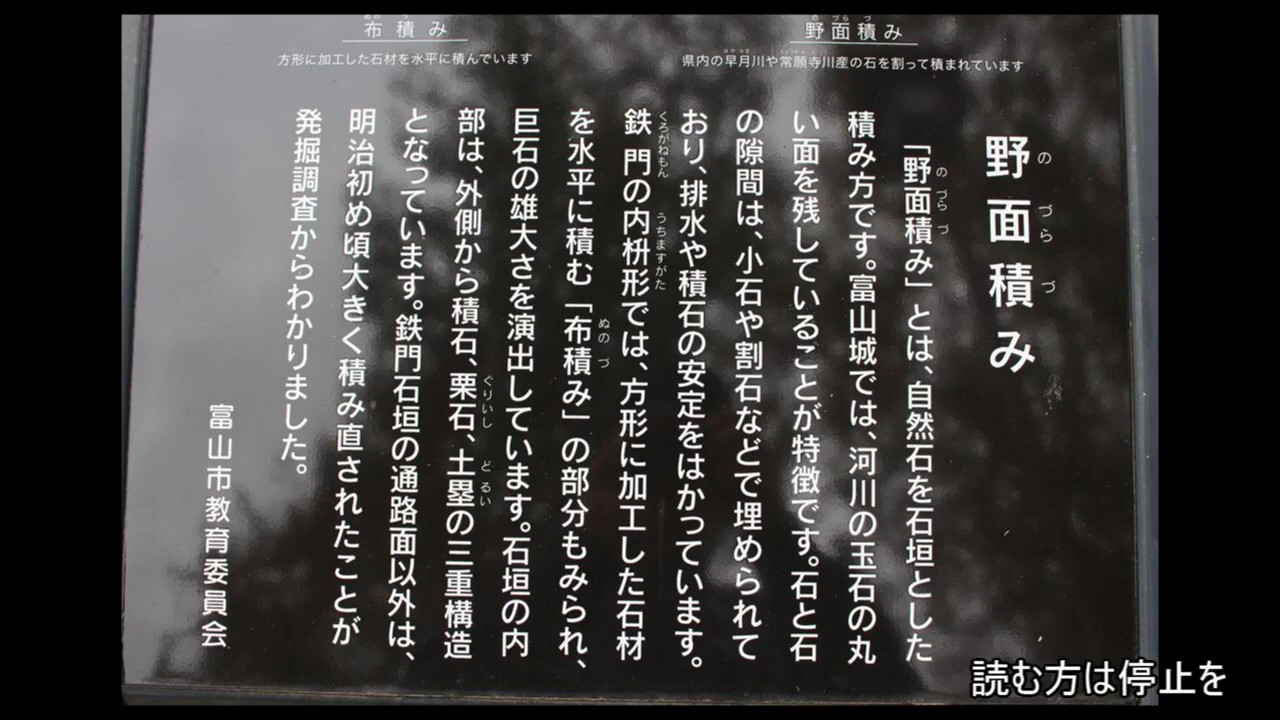 野面積み
県内の早月川や常願寺川産の石を割って積まれています
布積み
方形に加工した石材を水平に積んでいます
野面積み
「野面積み」とは、自然石を石垣とした
積み方です。富山城では、河川の玉石の丸
い面を残していることが特徴です。石と石
の隙間は、小石や割石などで埋められて
おり、排水や積石の安定をはかっています。
鉄門の内枡形では、方形に加工した石材
を水平に積む「布積み」の部分もみられ、
巨石の雄大さを演出しています。石垣の内
部は、外側から積石、栗石、土塁の三重構造
となっています。鉄門石垣の通路面以外は、
明治初め頃大きく積み直されたことが
発掘調査からわかりました。
富山市教育委員会
読む方は停止を